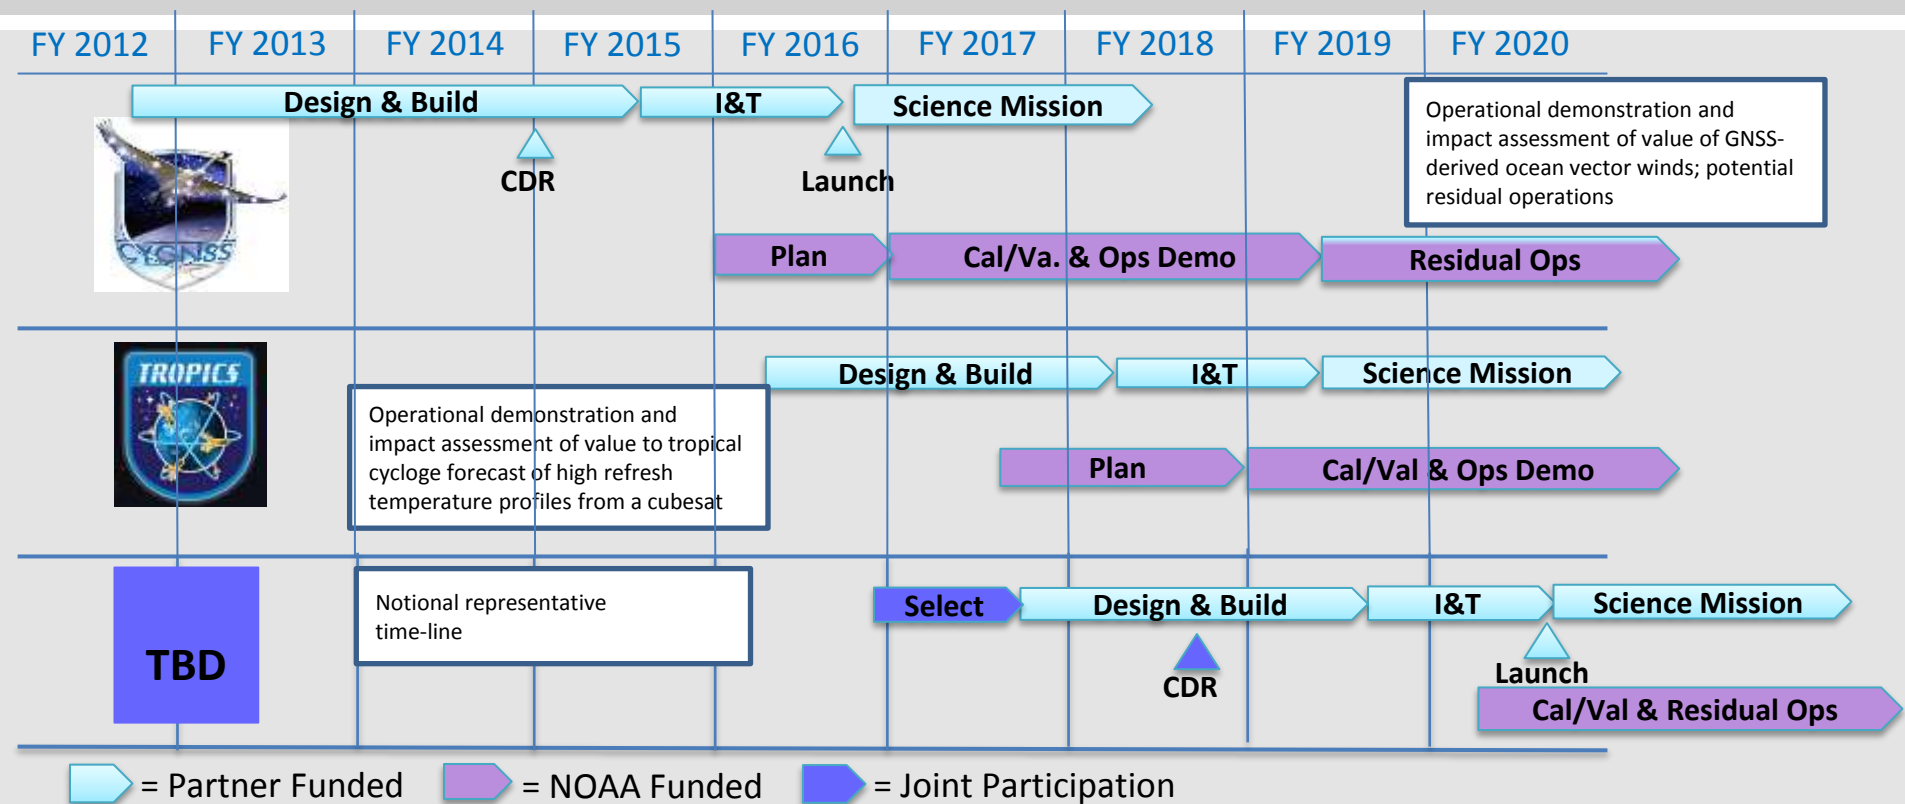 FY 2012 FY 2013 FY 2014 FY 2015 FY 2016 FY 2017 FY 2018 FY 2019 FY 2020
Design & Build I&T Science Mission
CDR Launch
CYGNSS
Operational demonstration and
impact assessment of value of GNSS-
derived ocean vector winds; potential
residual operations
Plan Cal/Va. & Ops Demo Residual Ops
TROPICS
Design & Build I&T Science Mission
Operational demonstration and
impact assessment of value to tropical
cycloge forecast of high refresh
temperature profiles from a cubesat
Plan Cal/Val & Ops Demo
TBD
Notional representative
time-line
Select Design & Build I&T Science Mission
CDR Launch
Cal/Val & Residual Ops
= Partner Funded = NOAA Funded = Joint Participation